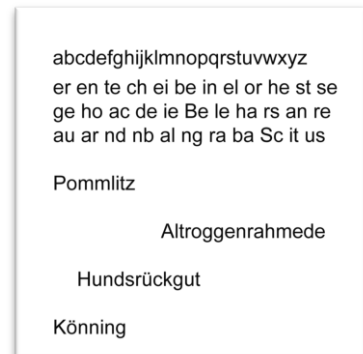 abcdefghijklmnopqrstuvwxyz
er en te ch ei be in el or he st se
ge ho ac de ie Be le ha rs an re
au ar nd nb al ng ra ba Sc it us
Pommlitz
Altroggenrahmede
Hundsrückgut
Könning